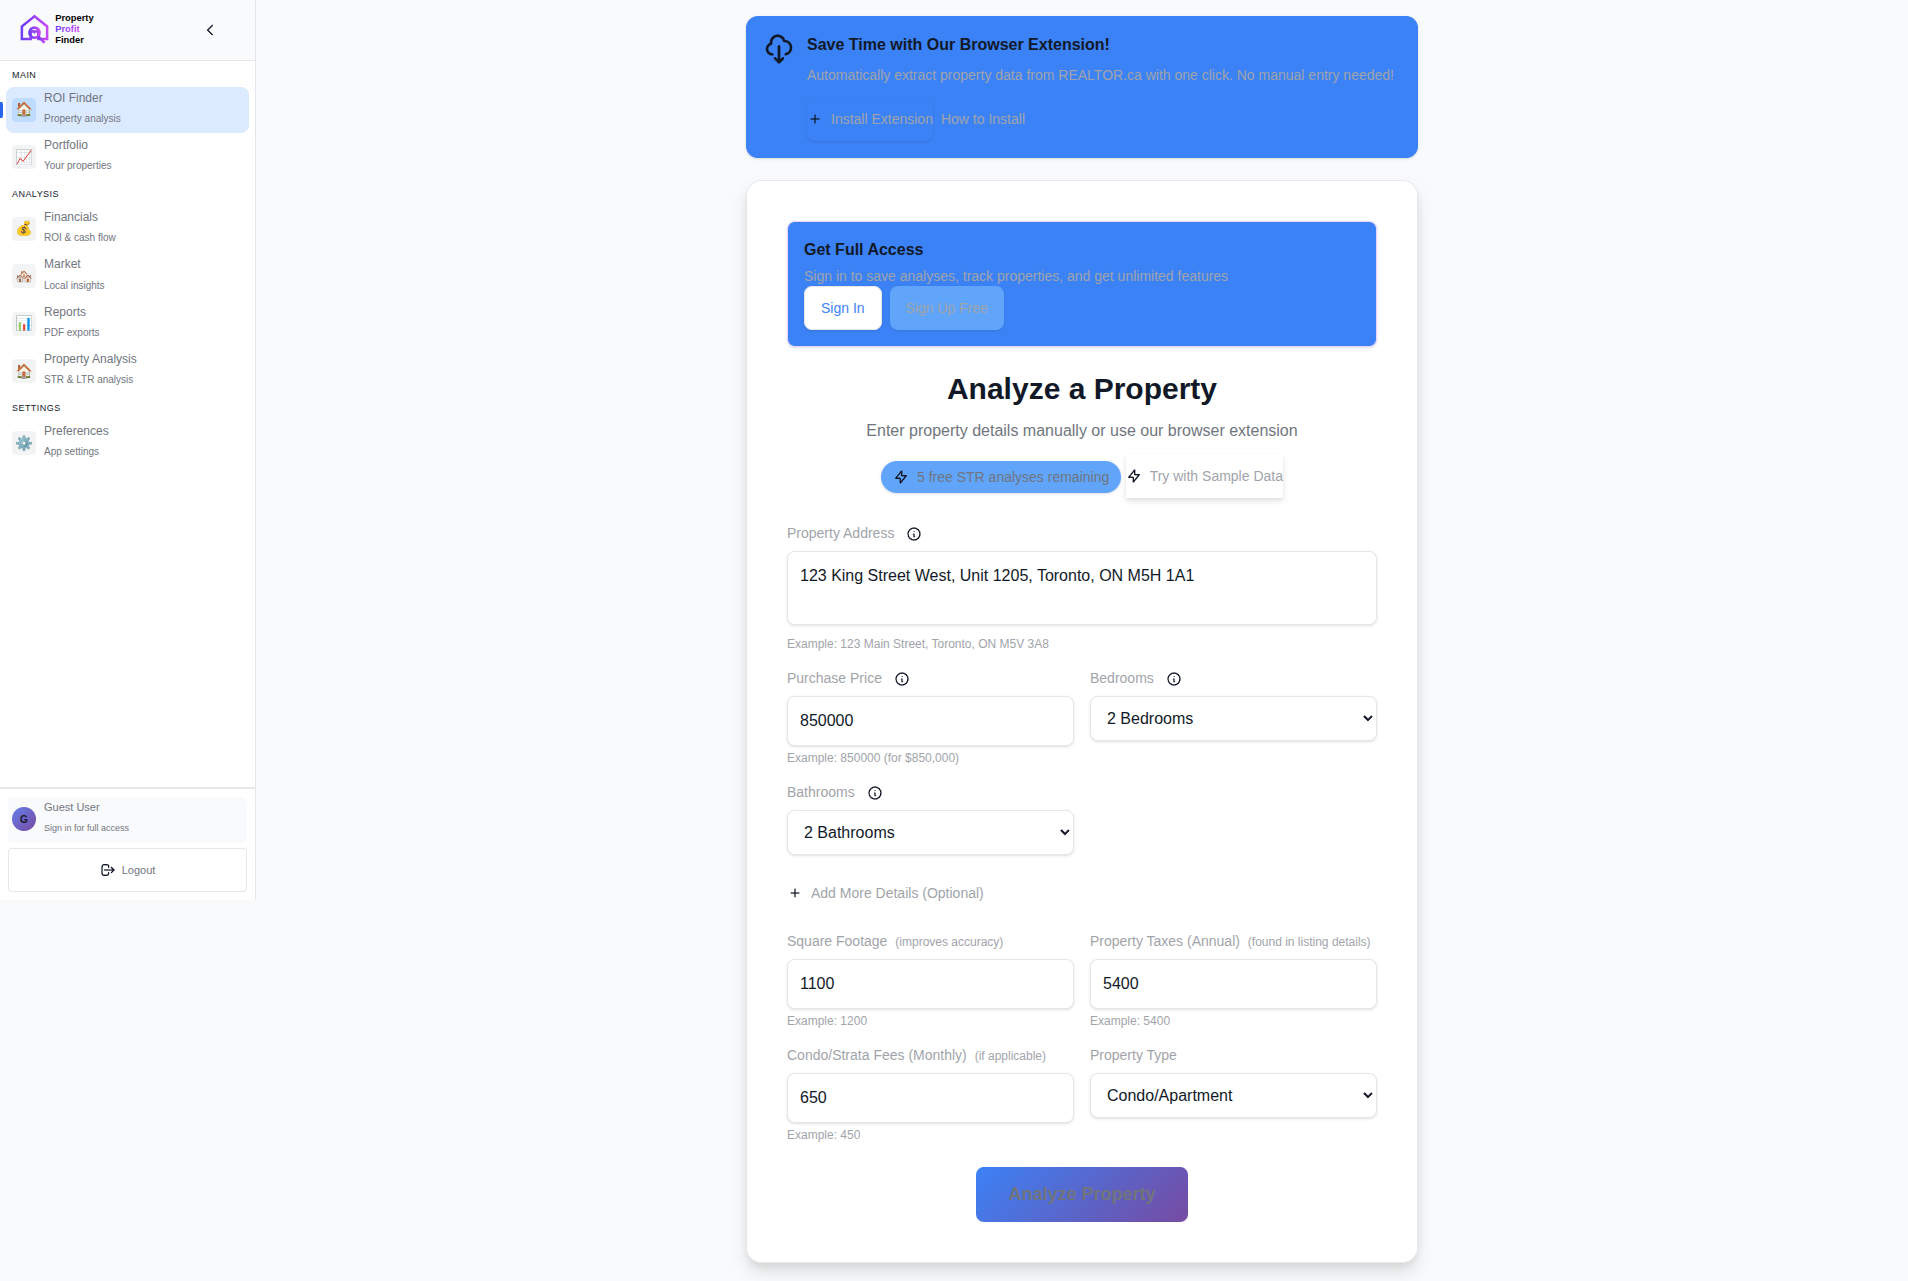 Property
Profit
Finder
MAIN
ROI Finder
Property analysis
Portfolio
Your properties
ANALYSIS
Financials
ROI & cash flow
Market
Local insights
Reports
PDF exports
Property Analysis
STR & LTR analysis
SETTINGS
Preferences
App settings
G
Guest User
Sign in for full access
Logout
Save Time with Our Browser Extension!
Automatically extract property data from REALTOR.ca with one click. No manual entry needed!
Install Extension How to Install
Get Full Access
Sign in to save analyses, track properties, and get unlimited features
Sign In Sign Up Free
Analyze a Property
Enter property details manually or use our browser extension
5 free STR analyses remaining Try with Sample Data
Property Address
123 King Street West, Unit 1205, Toronto, ON M5H 1A1
Example: 123 Main Street, Toronto, ON M5V 3A8
Purchase Price Bedrooms
850000 2 Bedrooms
Example: 850000 (for $850,000)
Bathrooms
2 Bathrooms
Add More Details (Optional)
Square Footage (improves accuracy) Property Taxes (Annual) (found in listing details)
1100 5400
Example: 1200 Example: 5400
Condo/Strata Fees (Monthly) (if applicable) Property Type
650 Condo/Apartment
Example: 450
Analyze Property